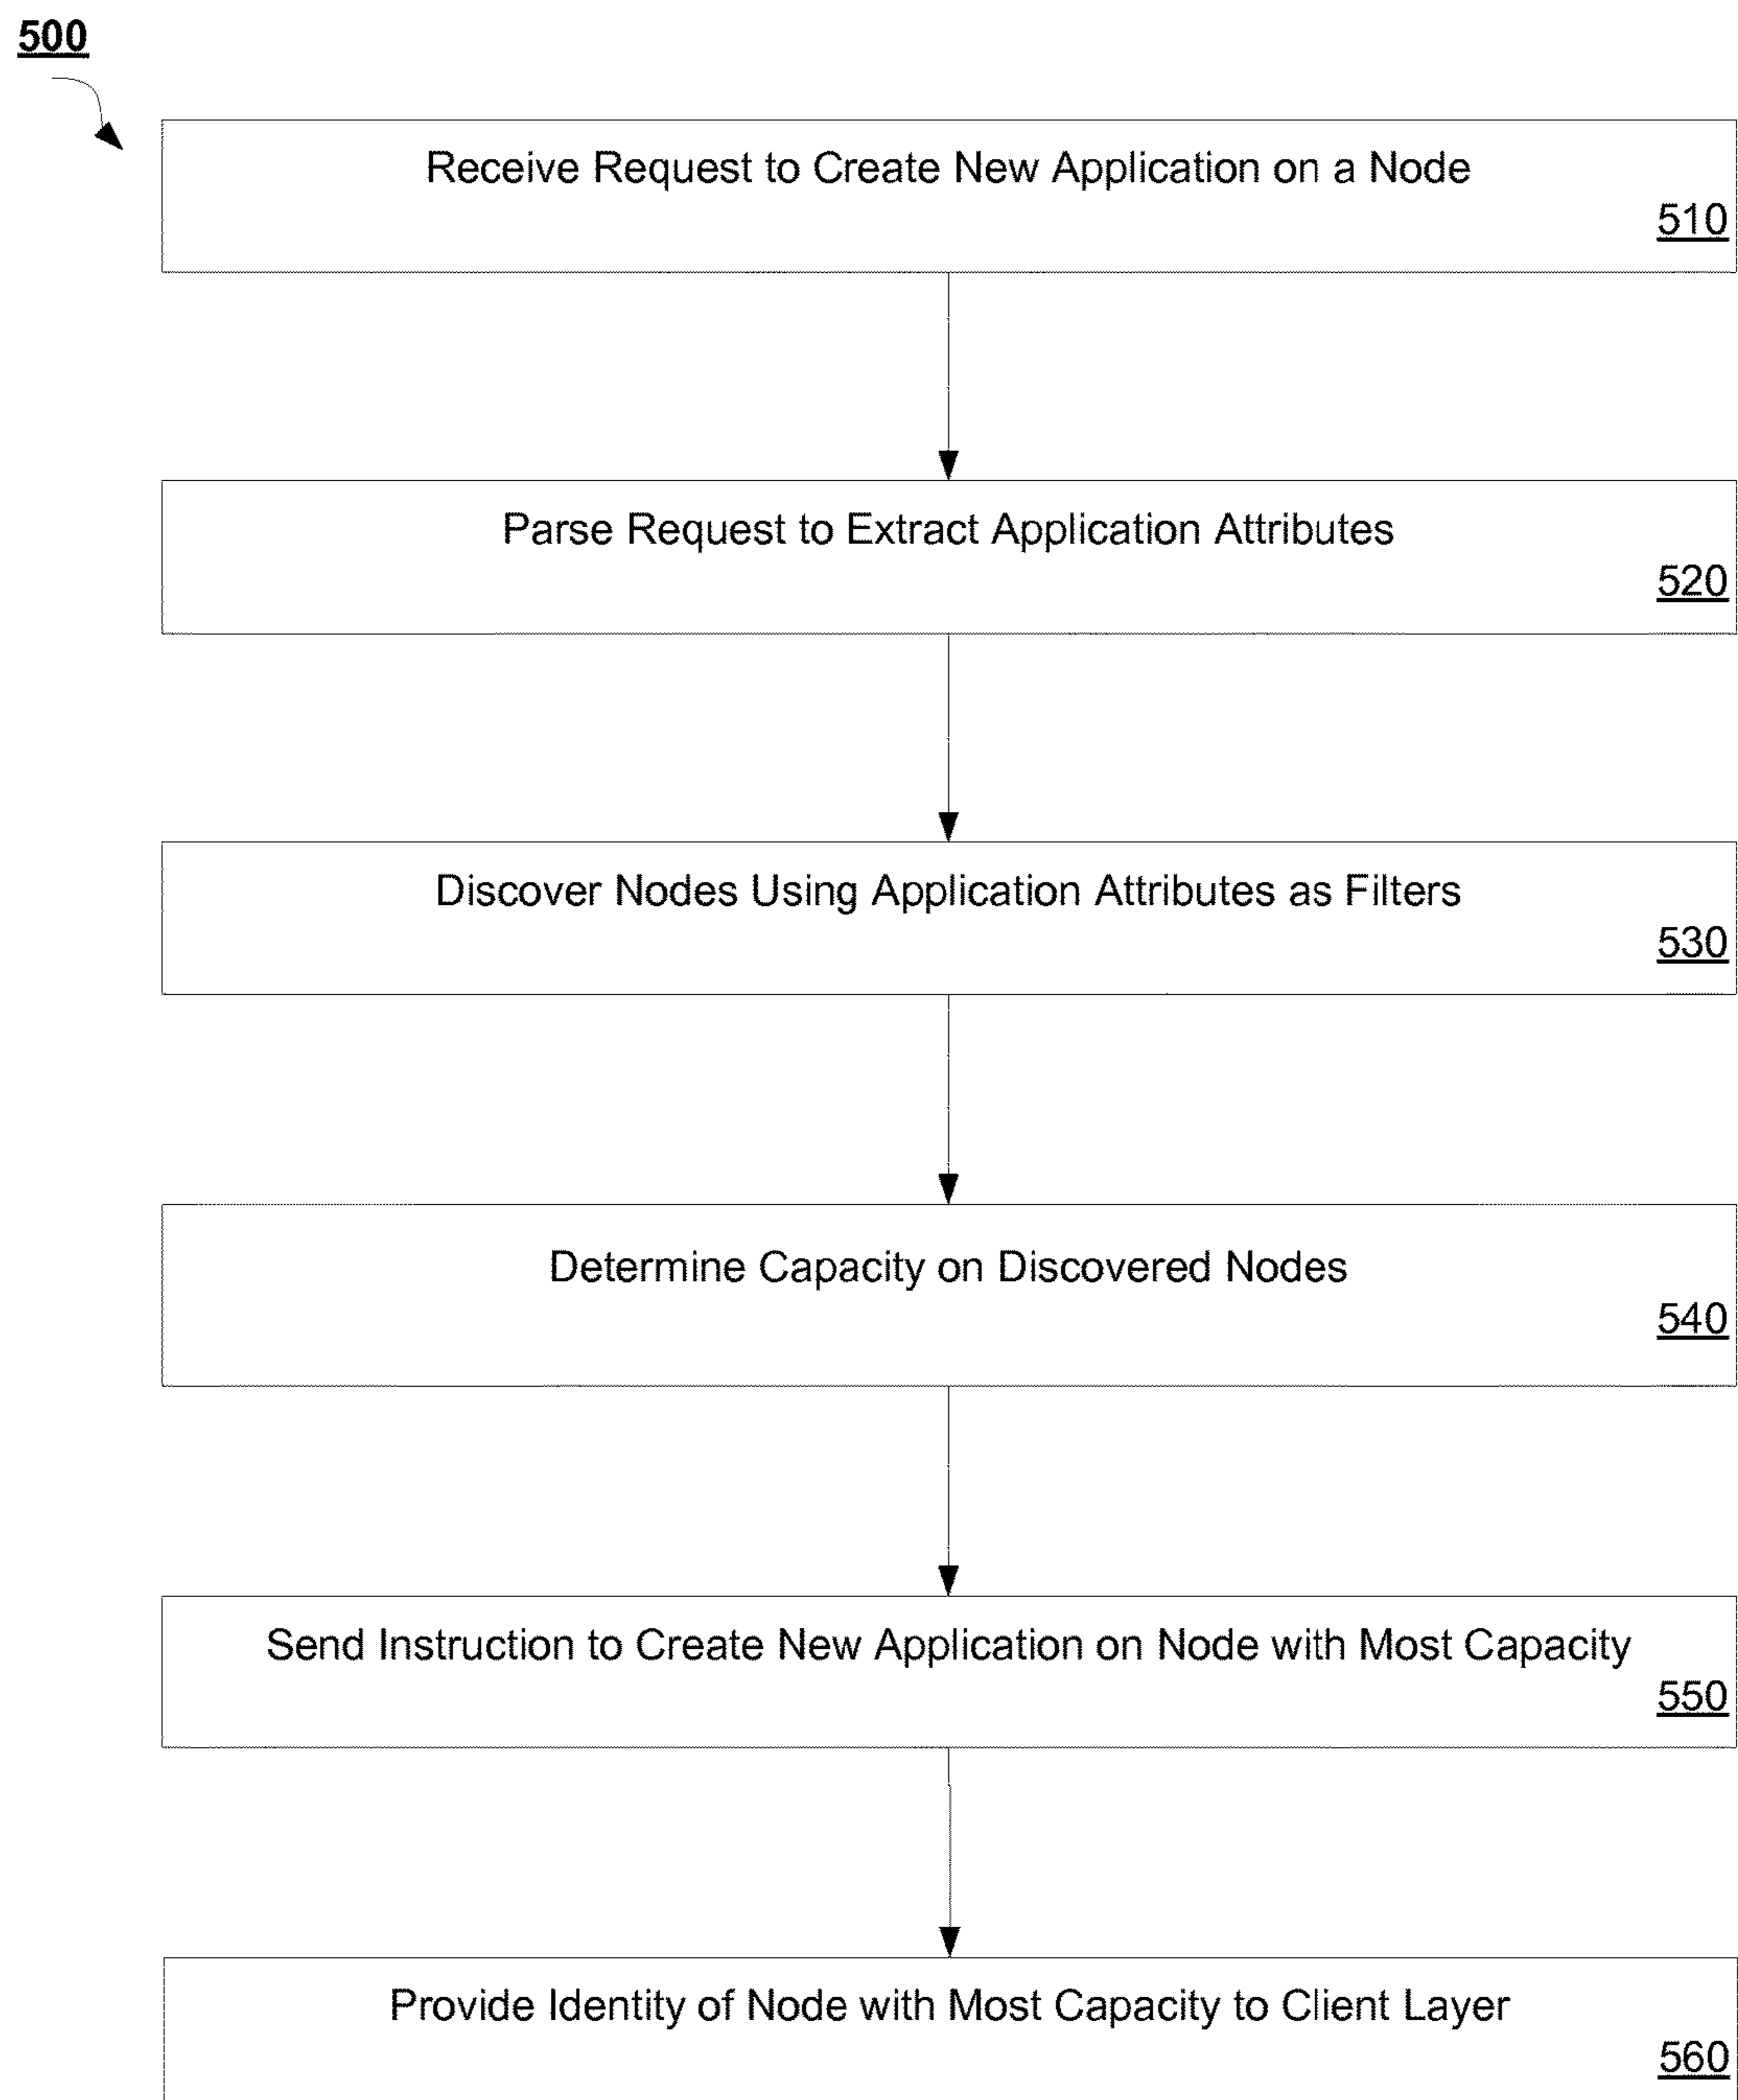 500
Receive Request to Create New Application on a Node
510
Parse Request to Extract Application Attributes
520
Discover Nodes Using Application Attributes as Filters
530
Determine Capacity on Discovered Nodes
540
Send Instruction to Create New Application on Node with Most Capacity
550
Provide Identity of Node with Most Capacity to Client Layer
560